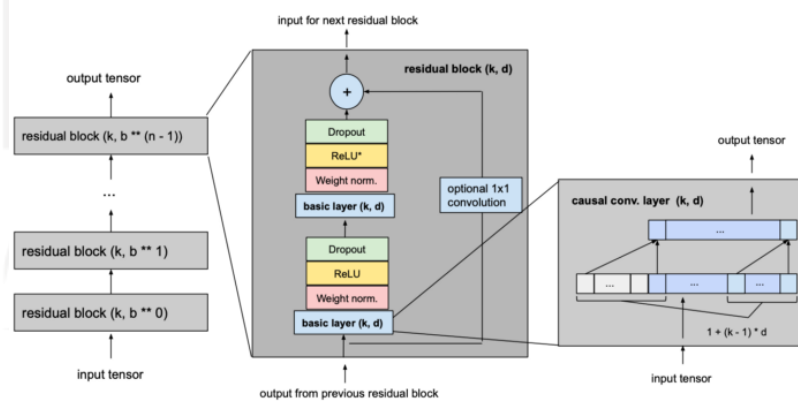 output tensor
residual block (k, b ** (n - 1))
...
residual block (k, b ** 1)
residual block (k, b ** 0)
input tensor
input for next residual block
residual block (k, d)
+
Dropout
ReLU*
Weight norm.
basic layer (k, d)
optional 1x1
convolution
Dropout
ReLU
Weight norm.
basic layer (k, d)
output from previous residual block
output tensor
causal conv. layer (k, d)
...
... ... ...
1 + (k - 1) * d
input tensor